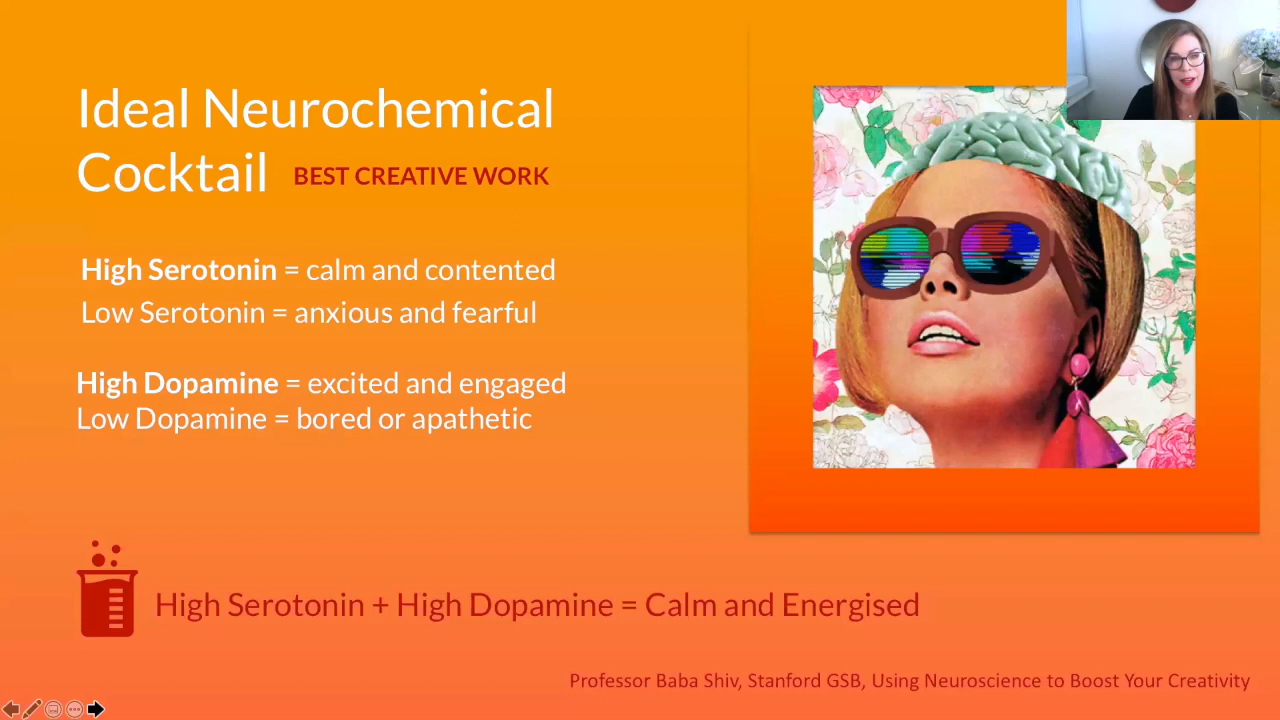 Ideal Neurochemical
Cocktail BEST CREATIVE WORK
High Serotonin = calm and contented
Low Serotonin = anxious and fearful
High Dopamine = excited and engaged
Low Dopamine = bored or apathetic
High Serotonin + High Dopamine = Calm and Energised
Professor Baba Shiv, Stanford GSB, Using Neuroscience to Boost Your Creativity